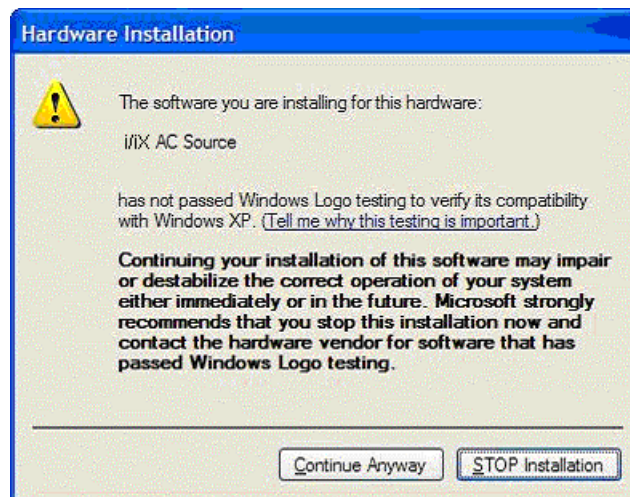 Hardware Installation
The software you are installing for this hardware:
i/iX AC Source
has not passed Windows Logo testing to verify its compatibility
with Windows XP. (Tell me why this testing is important.)
Continuing your installation of this software may impair
or destabilize the correct operation of your system
either immediately or in the future. Microsoft strongly
recommends that you stop this installation now and
contact the hardware vendor for software that has
passed Windows Logo testing.
Continue Anyway
STOP Installation